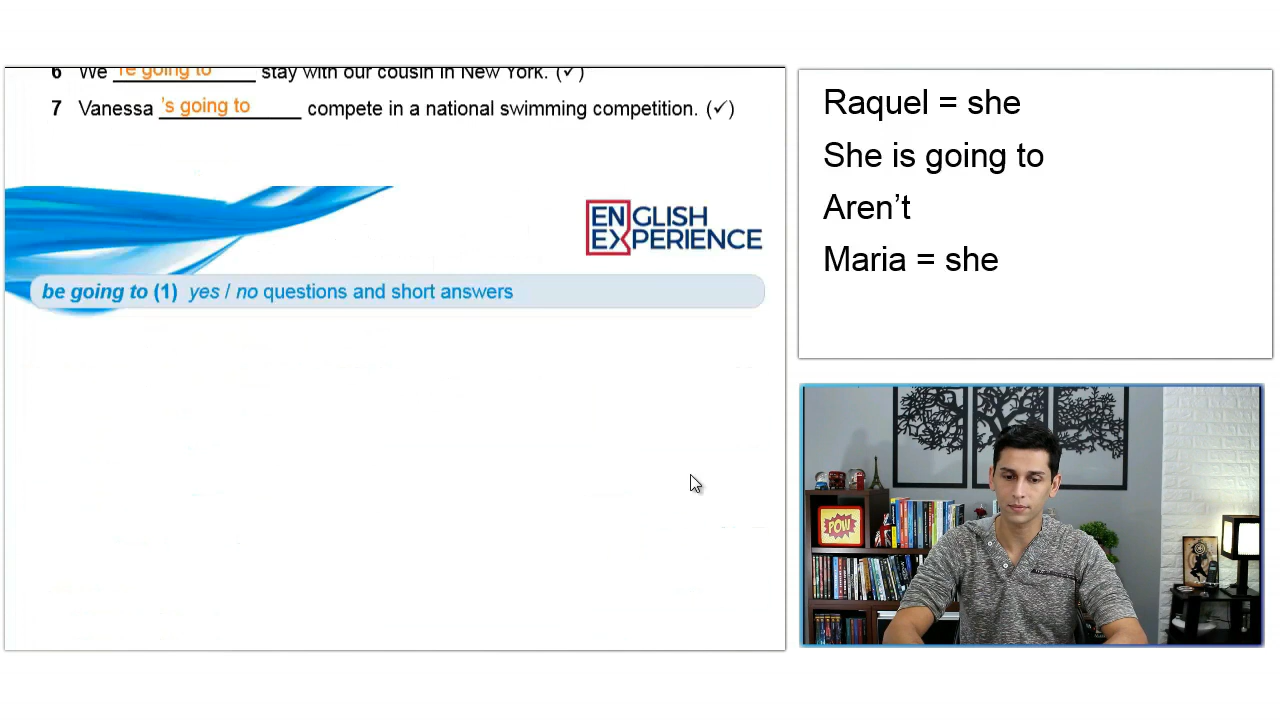 6 We 're going to stay with our cousin in New York. (✓)
7 Vanessa 's going to compete in a national swimming competition. (✓)
ENGLISH
EXPERIENCE
be going to (1) yes / no questions and short answers
Raquel = she
She is going to
Aren’t
Maria = she
POW